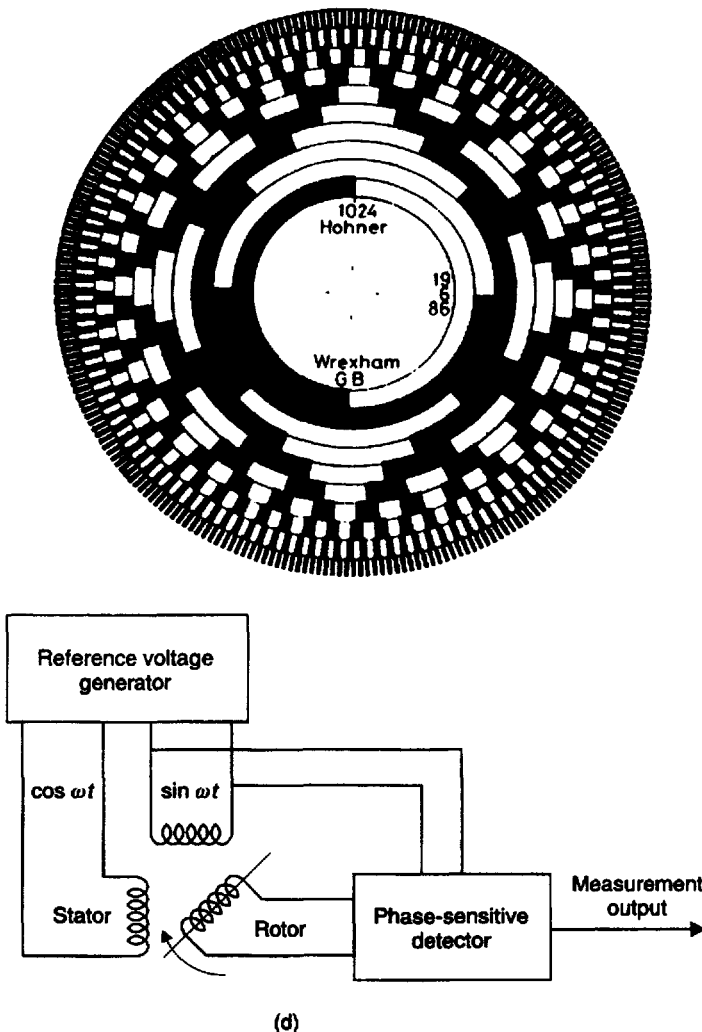 1024
Hohner
19
6
86
Wrexham
GB
Reference voltage
generator
cos ωt
sin ωt
Stator
Rotor
Phase-sensitive
detector
Measurement
output
(d)